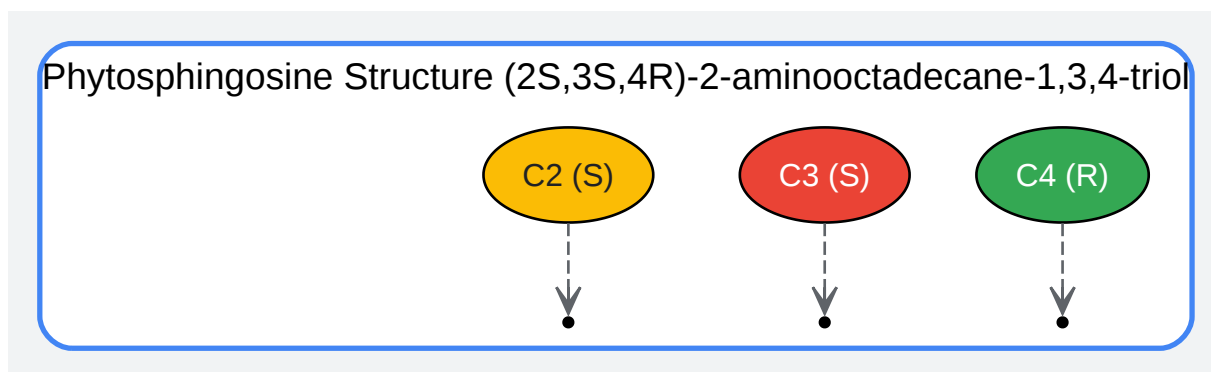 Phytosphingosine Structure (2S,3S,4R)-2-aminooctadecane-1,3,4-triol
C2 (S) C3 (S) C4 (R)